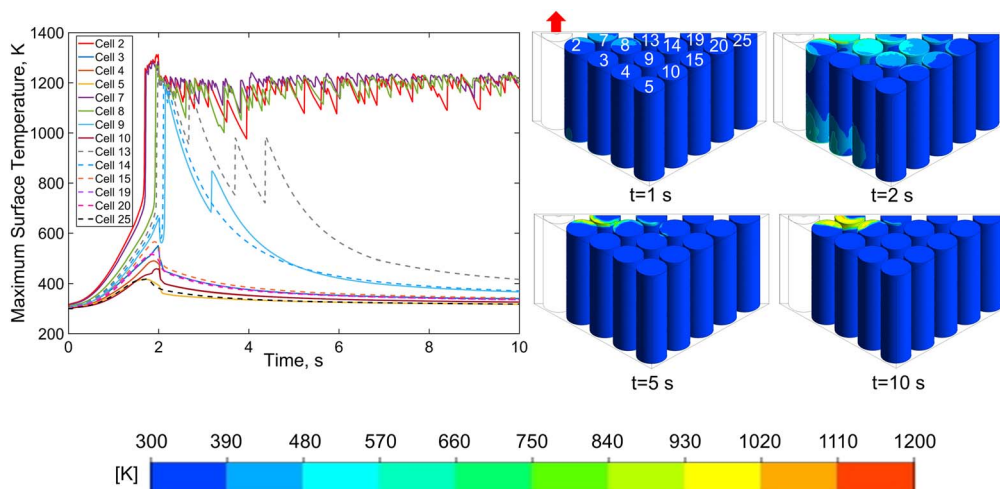 Maximum Surface Temperature, K
1400
1200
1000
800
600
400
200
0
2
4
6
8
10
Time, s
Cell 2
Cell 3
Cell 4
Cell 5
Cell 7
Cell 8
Cell 9
Cell 10
Cell 13
Cell 14
Cell 15
Cell 19
Cell 20
Cell 25
2 7 13 19 25
8 14 20
3 9 15
4 10
5
t=1 s
t=2 s
t=5 s
t=10 s
300 390 480 570 660 750 840 930 1020 1110 1200
[K]